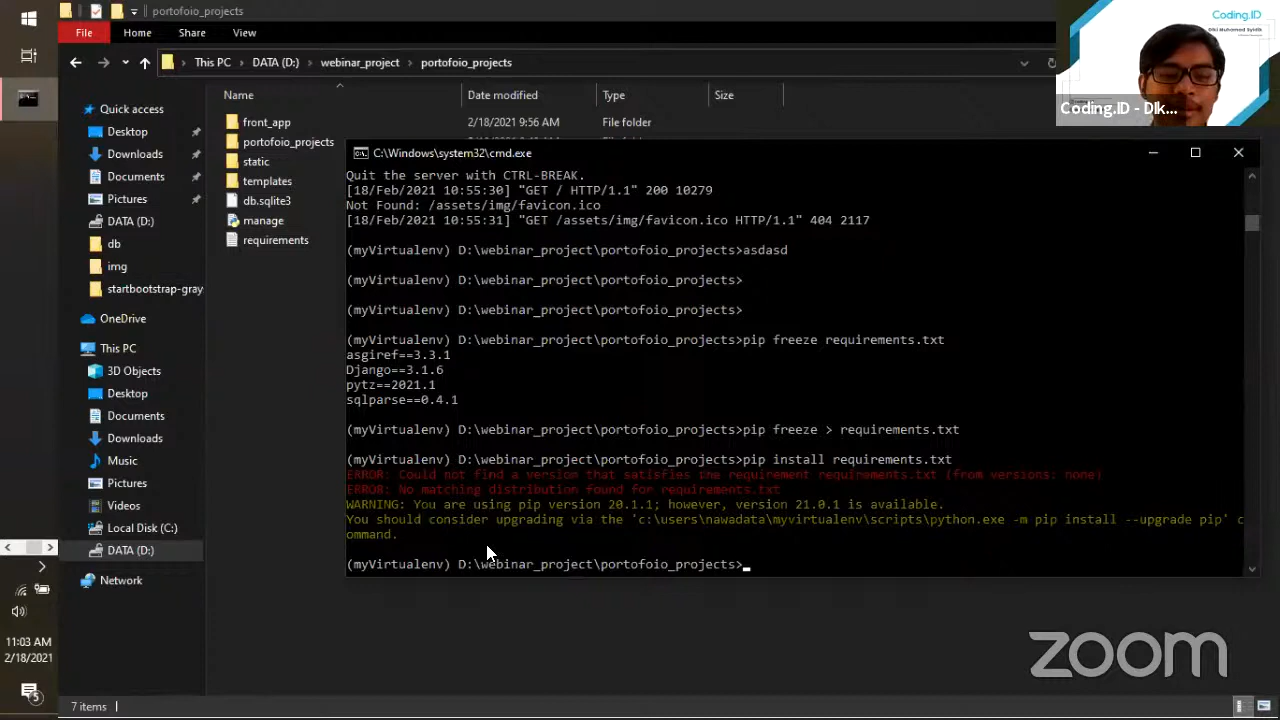 portofoio_projects
File Home Share View
This PC DATA (D:) webinar_project portofoio_projects
Name Date modified Type Size
Quick access
Desktop
Downloads
Documents
Pictures
DATA (D:)
db
img
startbootstrap-gray
OneDrive
This PC
3D Objects
Desktop
Documents
Downloads
Music
Pictures
Videos
Local Disk (C:)
DATA (D:)
Network
front_app 2/18/2021 9:56 AM File folder
portofoio_projects
static
templates
db.sqlite3
manage
requirements
C:\Windows\system32\cmd.exe
Quit the server with CTRL-BREAK.
[18/Feb/2021 10:55:30] "GET / HTTP/1.1" 200 10279
Not Found: /assets/img/favicon.ico
[18/Feb/2021 10:55:31] "GET /assets/img/favicon.ico HTTP/1.1" 404 2117
(myVirtualenv) D:\webinar_project\portofoio_projects>asdasd
(myVirtualenv) D:\webinar_project\portofoio_projects>
(myVirtualenv) D:\webinar_project\portofoio_projects>
(myVirtualenv) D:\webinar_project\portofoio_projects>pip freeze requirements.txt
asgiref==3.3.1
Django==3.1.6
pytz==2021.1
sqlparse==0.4.1
(myVirtualenv) D:\webinar_project\portofoio_projects>pip freeze > requirements.txt
(myVirtualenv) D:\webinar_project\portofoio_projects>pip install requirements.txt
ERROR: Could not find a version that satisfies the requirement requirements.txt (from versions: none)
ERROR: No matching distribution found for requirements.txt
WARNING: You are using pip version 20.1.1; however, version 21.0.1 is available.
You should consider upgrading via the 'c:\users\nawadata\myvirtualenv\scripts\python.exe -m pip install --upgrade pip' c
ommand.
(myVirtualenv) D:\webinar_project\portofoio_projects>
Coding.ID
Coding.ID - Dik...
zoom
11:03 AM
2/18/2021
5
7 items